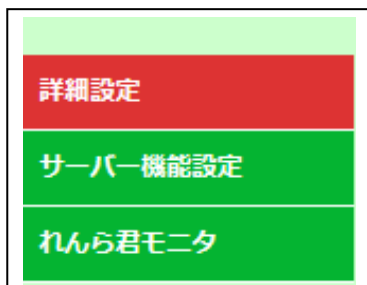 詳細設定
サーバー機能設定
れんら君モニタ